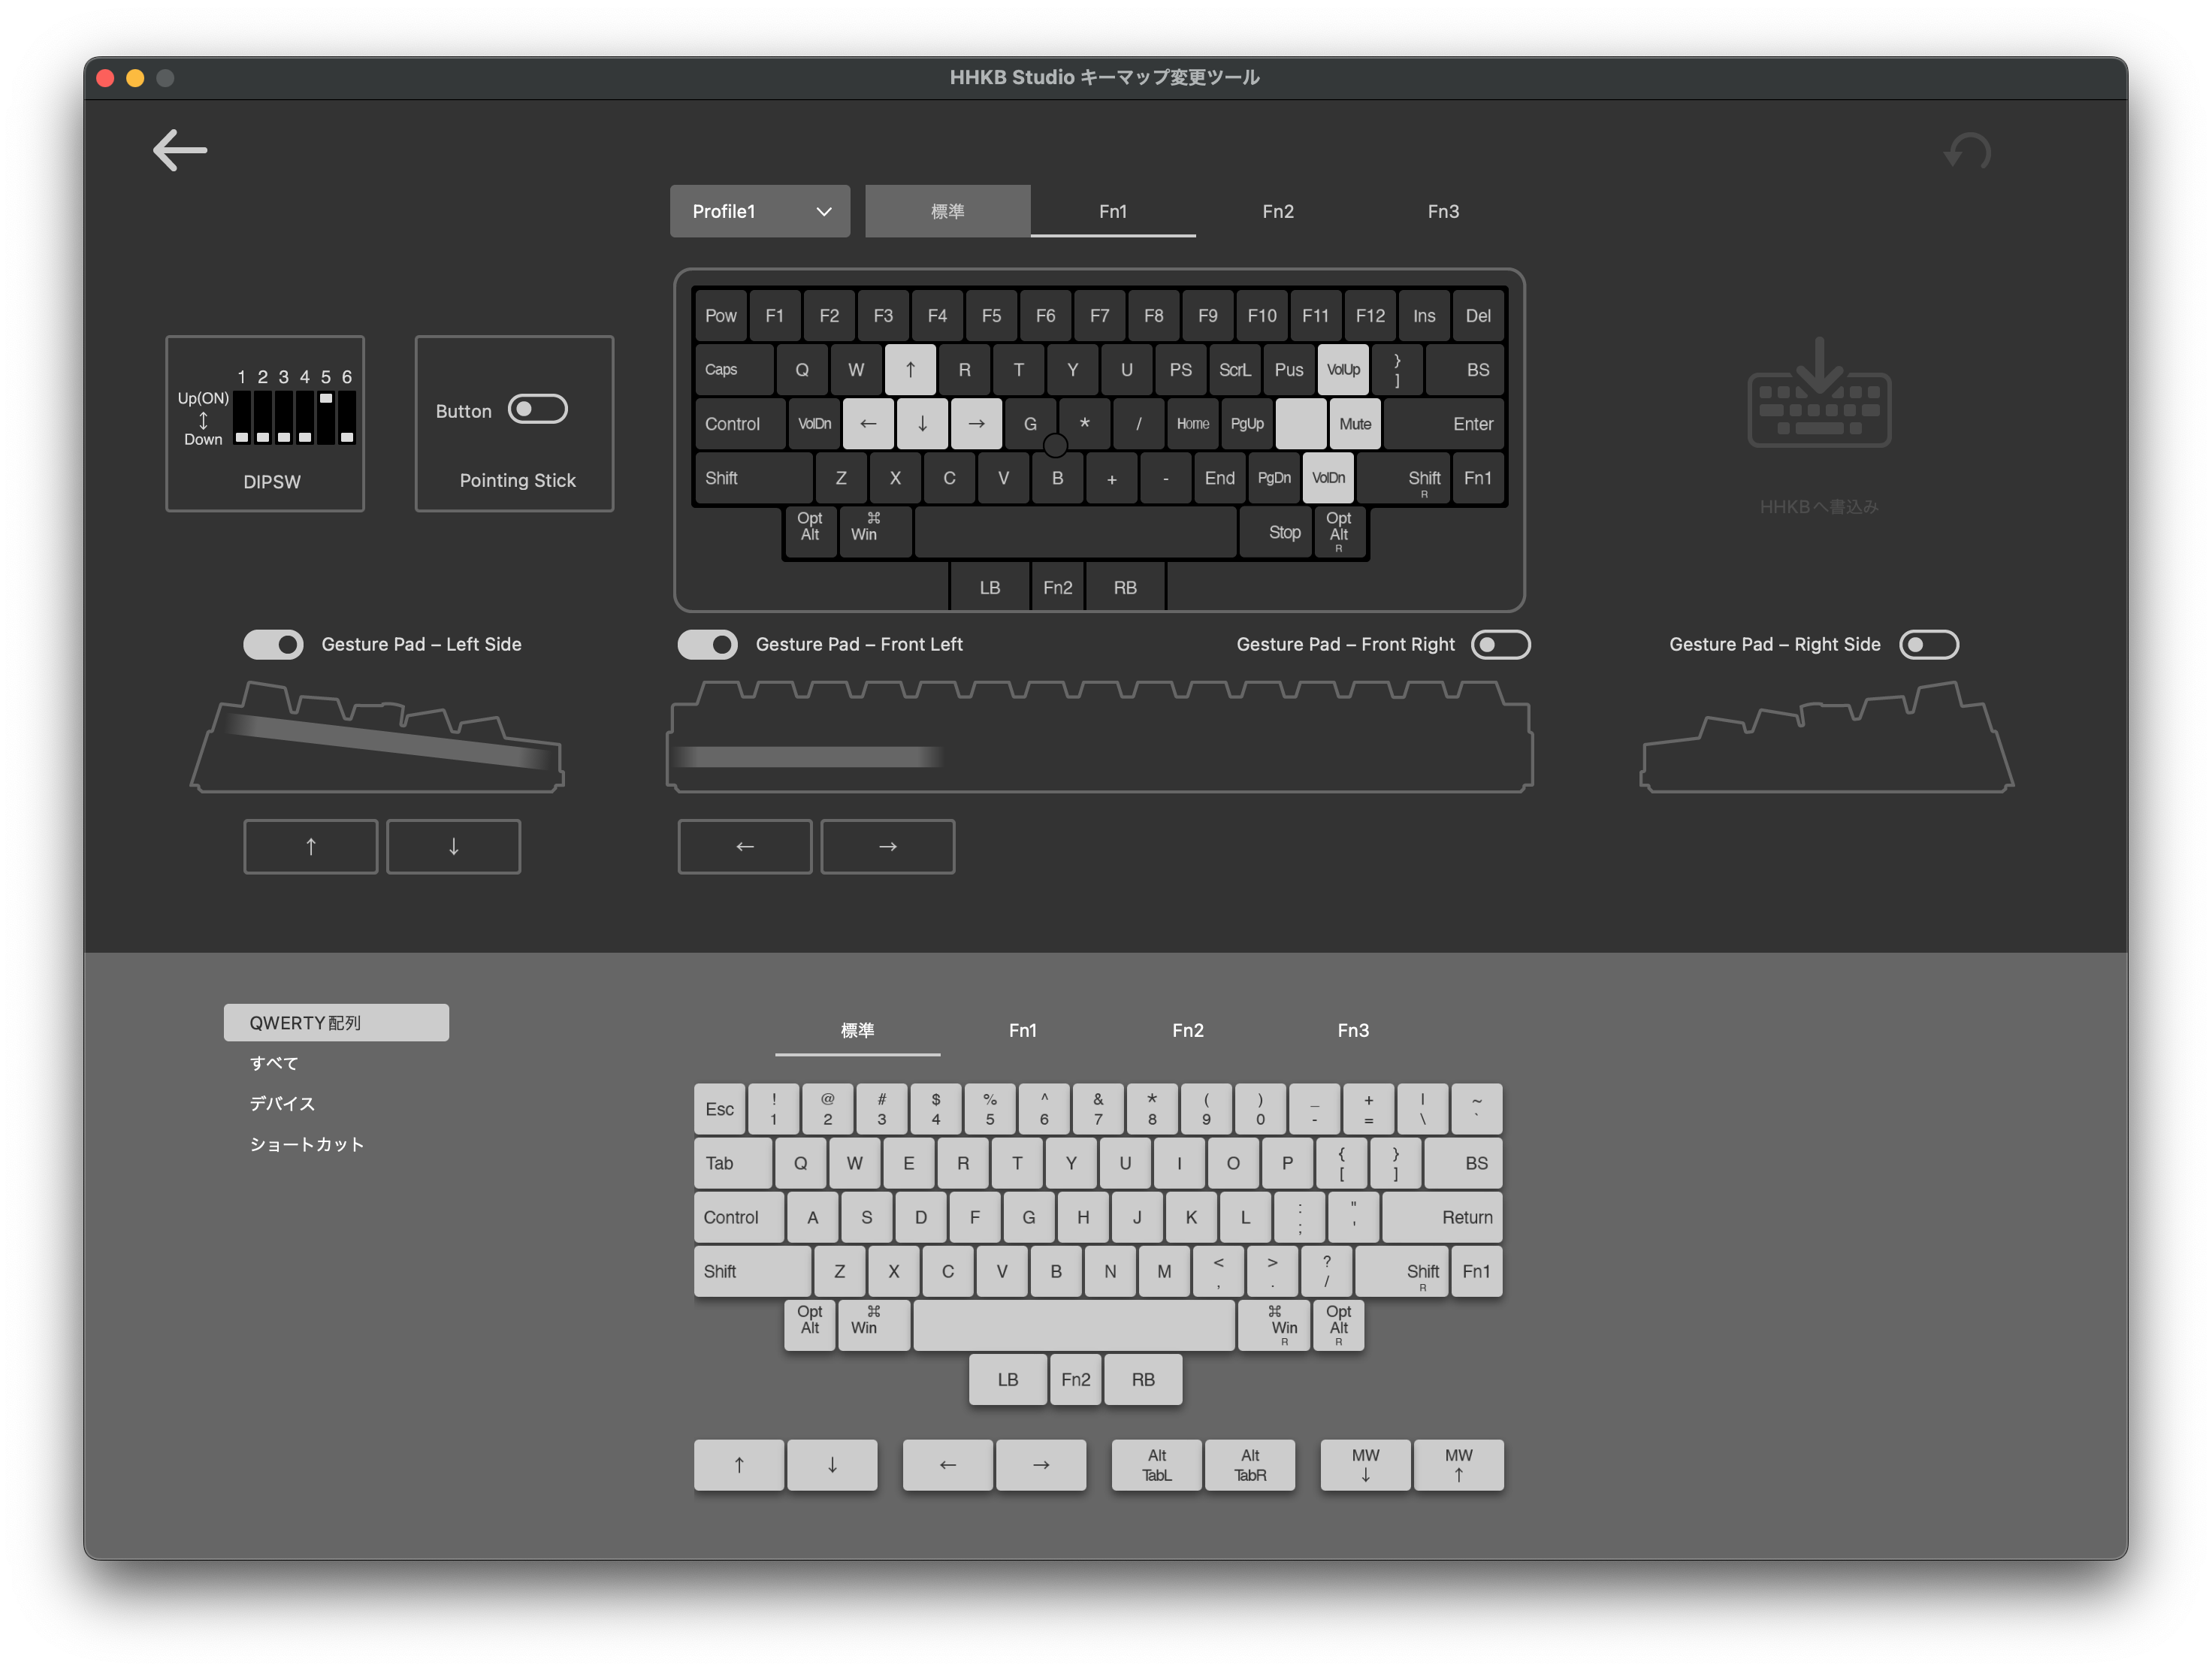 HHKB Studio キーマップ変更ツール
Profile1 標準 Fn1 Fn2 Fn3
Pow F1 F2 F3 F4 F5 F6 F7 F8 F9 F10 F11 F12 Ins Del
Caps Q W ↑ R T Y U PS ScrL Pus VolUp } ] BS
Control VolDn ← ↓ → G * / Home PgUp Mute Enter
Shift Z X C V B + - End PgDn VolDn Shift R Fn1
Opt Alt ⌘ Win Stop Opt Alt R
LB Fn2 RB
1 2 3 4 5 6
Up(ON)
↕
Down
DIPSW
Button
Pointing Stick
HHKBへ書込み
Gesture Pad – Left Side
Gesture Pad – Front Left
Gesture Pad – Front Right
Gesture Pad – Right Side
↑ ↓
← →
QWERTY配列
すべて
デバイス
ショートカット
標準 Fn1 Fn2 Fn3
Esc ! 1 @ 2 # 3 $ 4 % 5 ^ 6 & 7 * 8 ( 9 ) 0 _ - + = | \ ~ `
Tab Q W E R T Y U I O P { [ } ] BS
Control A S D F G H J K L : ; " ' Return
Shift Z X C V B N M < , > . ? / Shift R Fn1
Opt Alt ⌘ Win ⌘ Win R Opt Alt R
LB Fn2 RB
↑ ↓ ← → Alt TabL Alt TabR MW ↓ MW ↑